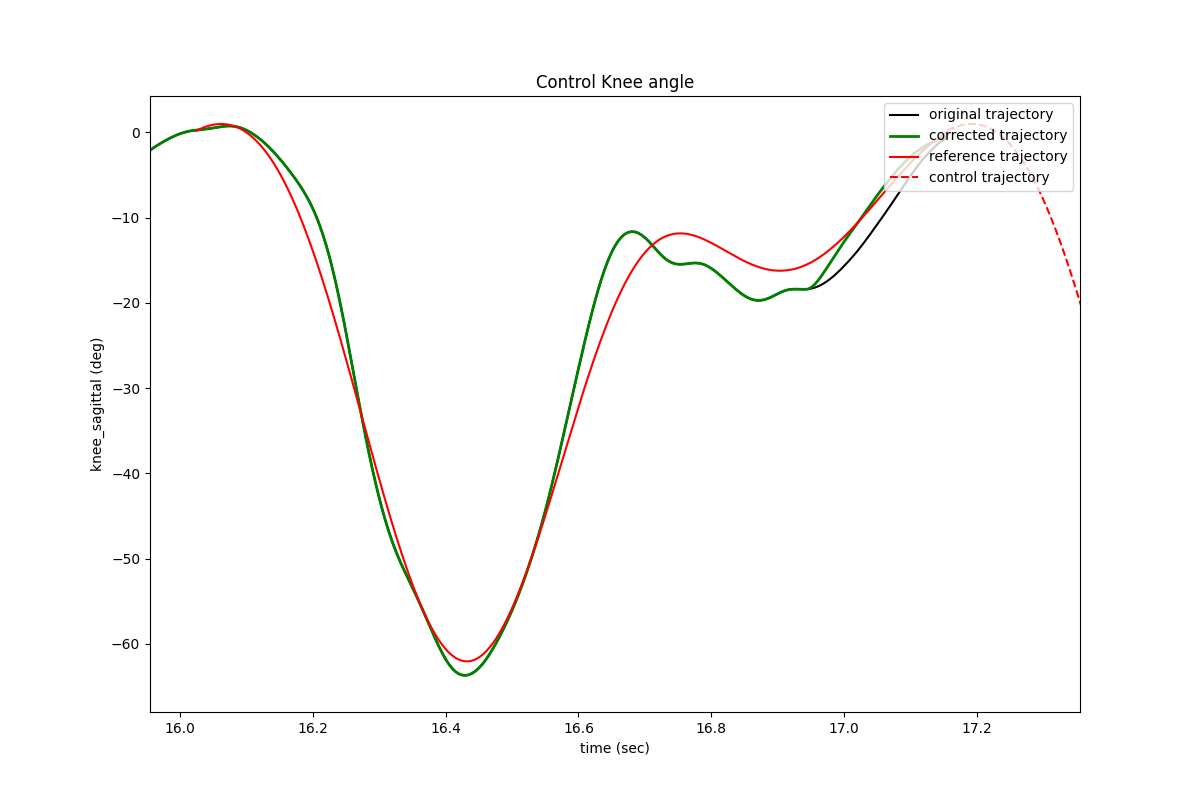 Control Knee angle
original trajectory
corrected trajectory
reference trajectory
control trajectory
knee_sagittal (deg)
0
−10
−20
−30
−40
−50
−60
16.0 16.2 16.4 16.6 16.8 17.0 17.2
time (sec)